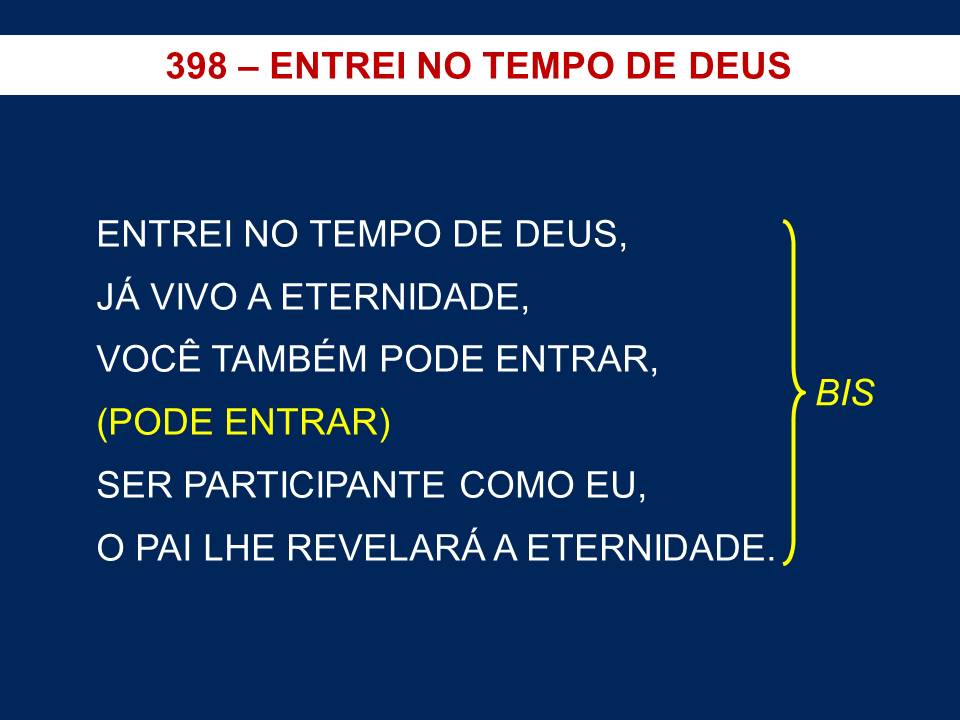 398 – ENTREI NO TEMPO DE DEUS
ENTREI NO TEMPO DE DEUS,
JÁ VIVO A ETERNIDADE,
VOCÊ TAMBÉM PODE ENTRAR,
(PODE ENTRAR)
SER PARTICIPANTE COMO EU,
O PAI LHE REVELARÁ A ETERNIDADE.
BIS